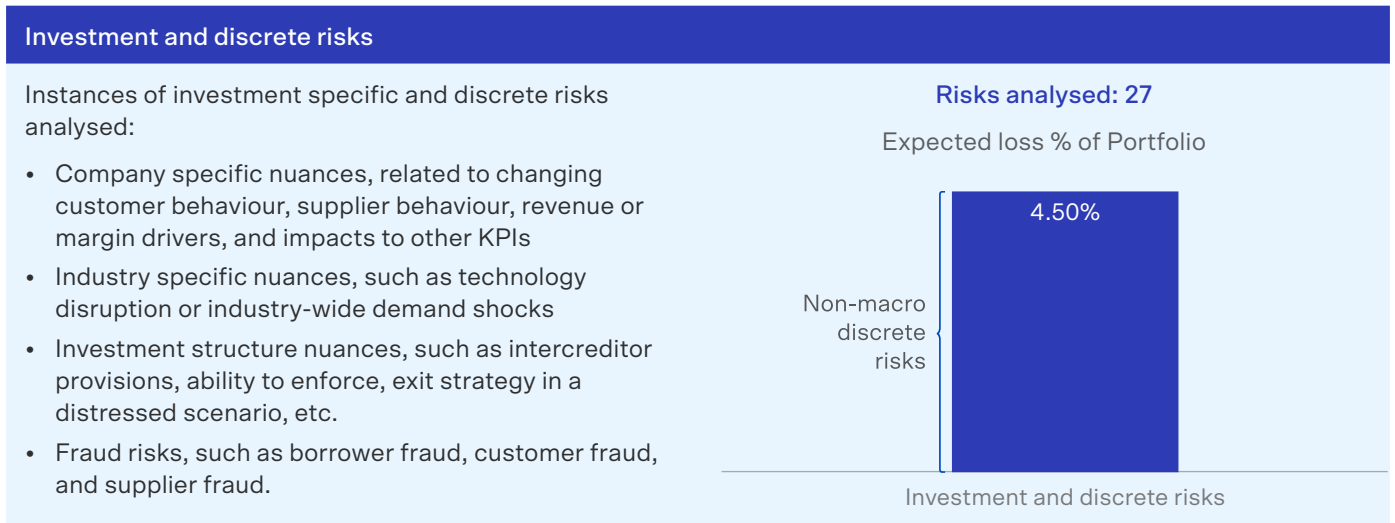 Investment and discrete risks
Instances of investment specific and discrete risks
analysed:
• Company specific nuances, related to changing
customer behaviour, supplier behaviour, revenue or
margin drivers, and impacts to other KPIs
• Industry specific nuances, such as technology
disruption or industry-wide demand shocks
• Investment structure nuances, such as intercreditor
provisions, ability to enforce, exit strategy in a
distressed scenario, etc.
• Fraud risks, such as borrower fraud, customer fraud,
and supplier fraud.
Risks analysed: 27
Expected loss % of Portfolio
4.50%
Non-macro
discrete
risks
Investment and discrete risks